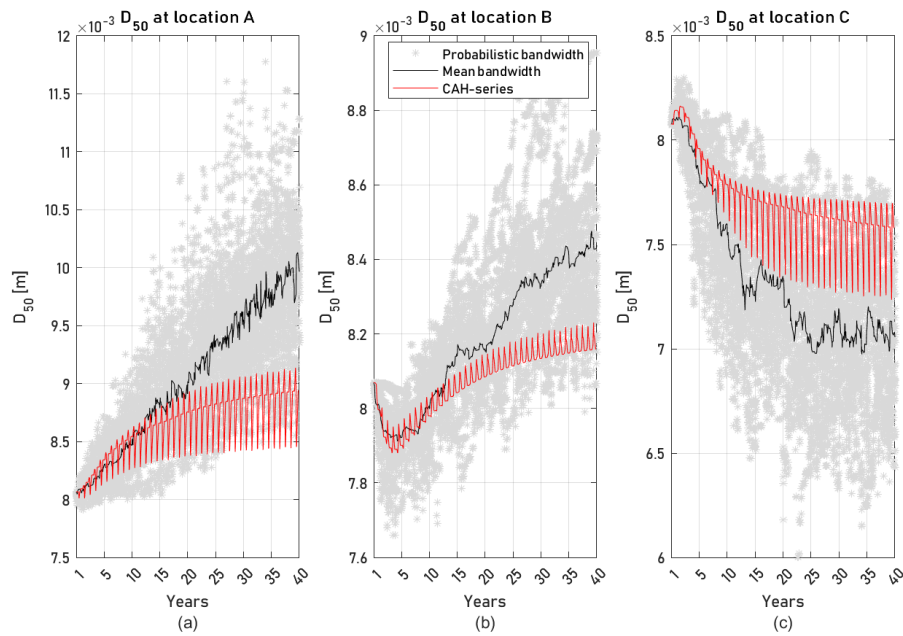 ×10⁻³ D₅₀ at location A
12
11.5
11
10.5
10
9.5
9
8.5
8
7.5
D₅₀ [m]
1 5 10 15 20 25 30 35 40
Years
(a)
×10⁻³ D₅₀ at location B
9
8.8
8.6
8.4
8.2
8
7.8
7.6
D₅₀ [m]
Probabilistic bandwidth
Mean bandwidth
CAH-series
1 5 10 15 20 25 30 35 40
Years
(b)
×10⁻³ D₅₀ at location C
8.5
8
7.5
7
6.5
6
D₅₀ [m]
1 5 10 15 20 25 30 35 40
Years
(c)